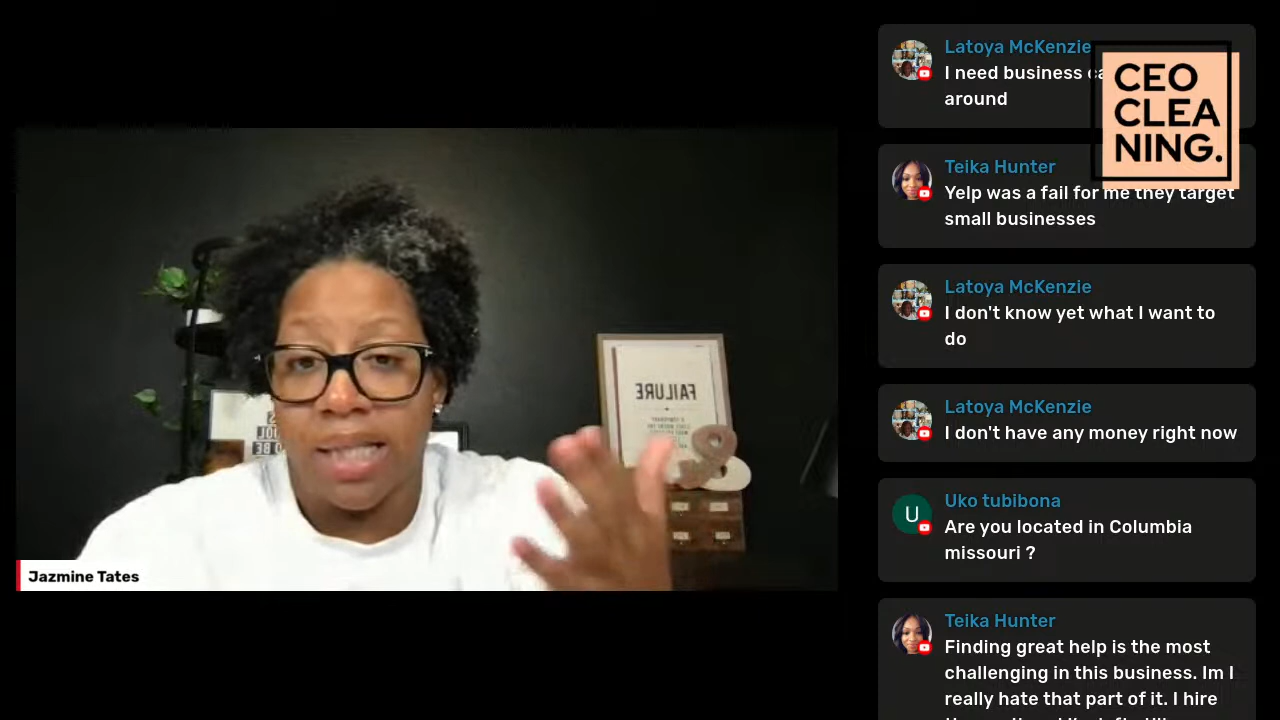 Latoya McKenzie
I need business
around
CEO
CLEA
NING.
Teika Hunter
Yelp was a fail for me they target
small businesses
Latoya McKenzie
I don't know yet what I want to
do
Latoya McKenzie
I don't have any money right now
U
Uko tubibona
Are you located in Columbia
missouri ?
Teika Hunter
Finding great help is the most
challenging in this business. Im I
really hate that part of it. I hire
FAILURE
Jazmine Tates